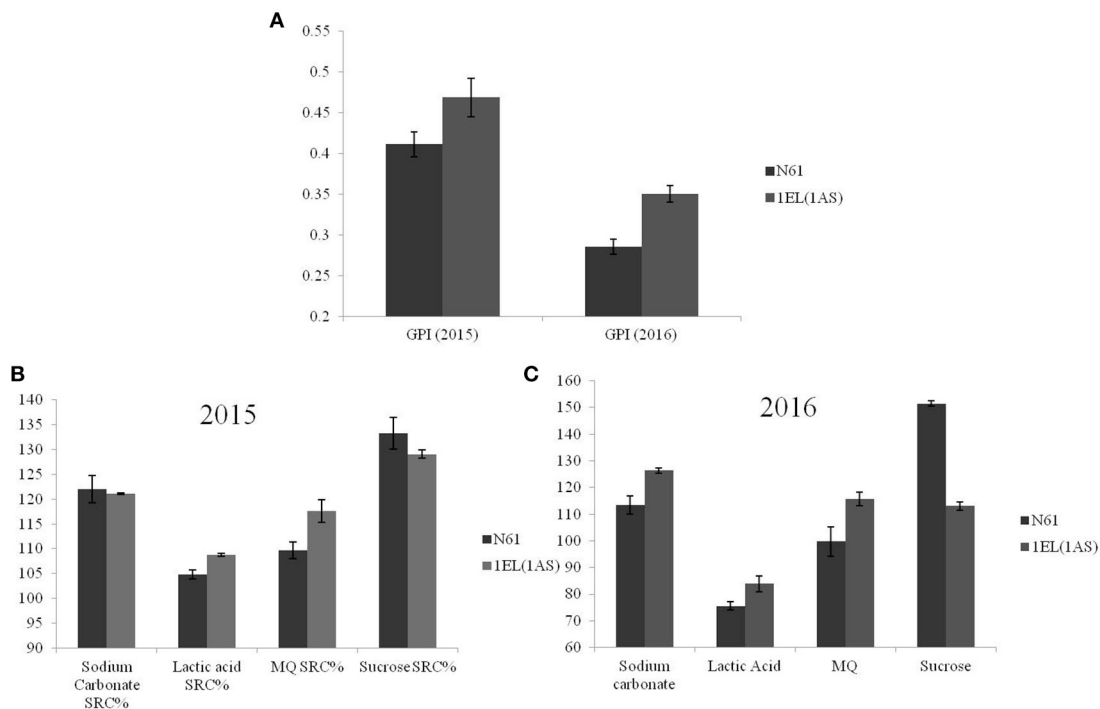 A
0.55
0.5
0.45
0.4
0.35
0.3
0.25
0.2
GPI (2015) GPI (2016)
N61
1EL(1AS)
B
2015
140
135
130
125
120
115
110
105
100
95
90
Sodium Carbonate SRC%
Lactic acid SRC%
MQ SRC%
Sucrose SRC%
N61
1EL(1AS)
C
2016
160
150
140
130
120
110
100
90
80
70
60
Sodium carbonate
Lactic Acid
MQ
Sucrose
N61
1EL(1AS)